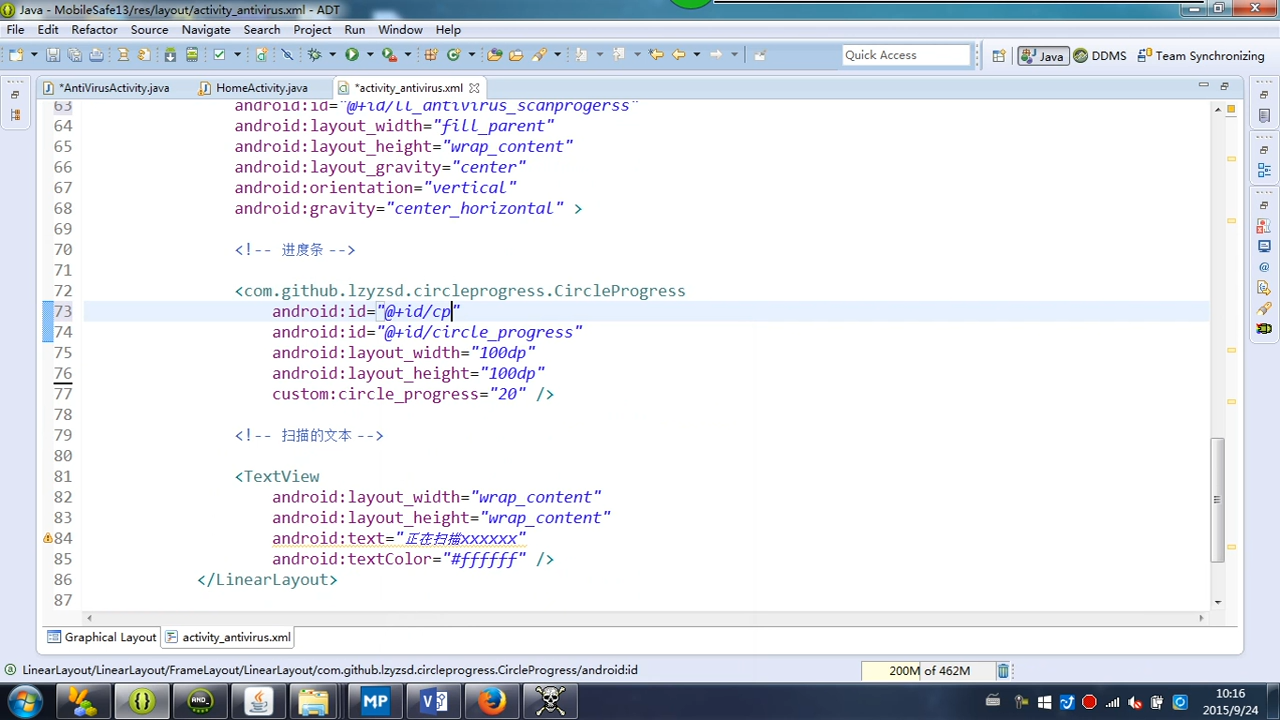 Java - MobileSafe13/res/layout/activity_antivirus.xml - ADT
File Edit Refactor Source Navigate Search Project Run Window Help
Quick Access Java DDMS Team Synchronizing
*AntiVirusActivity.java HomeActivity.java *activity_antivirus.xml
63 android:id="@+id/ll_antivirus_scanprogerss"
64 android:layout_width="fill_parent"
65 android:layout_height="wrap_content"
66 android:layout_gravity="center"
67 android:orientation="vertical"
68 android:gravity="center_horizontal" >
69
70 <!-- 进度条 -->
71
72 <com.github.lzyzsd.circleprogress.CircleProgress
73 android:id="@+id/cp"
74 android:id="@+id/circle_progress"
75 android:layout_width="100dp"
76 android:layout_height="100dp"
77 custom:circle_progress="20" />
78
79 <!-- 扫描的文本 -->
80
81 <TextView
82 android:layout_width="wrap_content"
83 android:layout_height="wrap_content"
84 android:text="正在扫描xxxxxx"
85 android:textColor="#ffffff" />
86 </LinearLayout>
87
Graphical Layout activity_antivirus.xml
LinearLayout/LinearLayout/FrameLayout/LinearLayout/com.github.lzyzsd.circleprogress.CircleProgress/android:id 200M of 462M
MP
10:16
2015/9/24